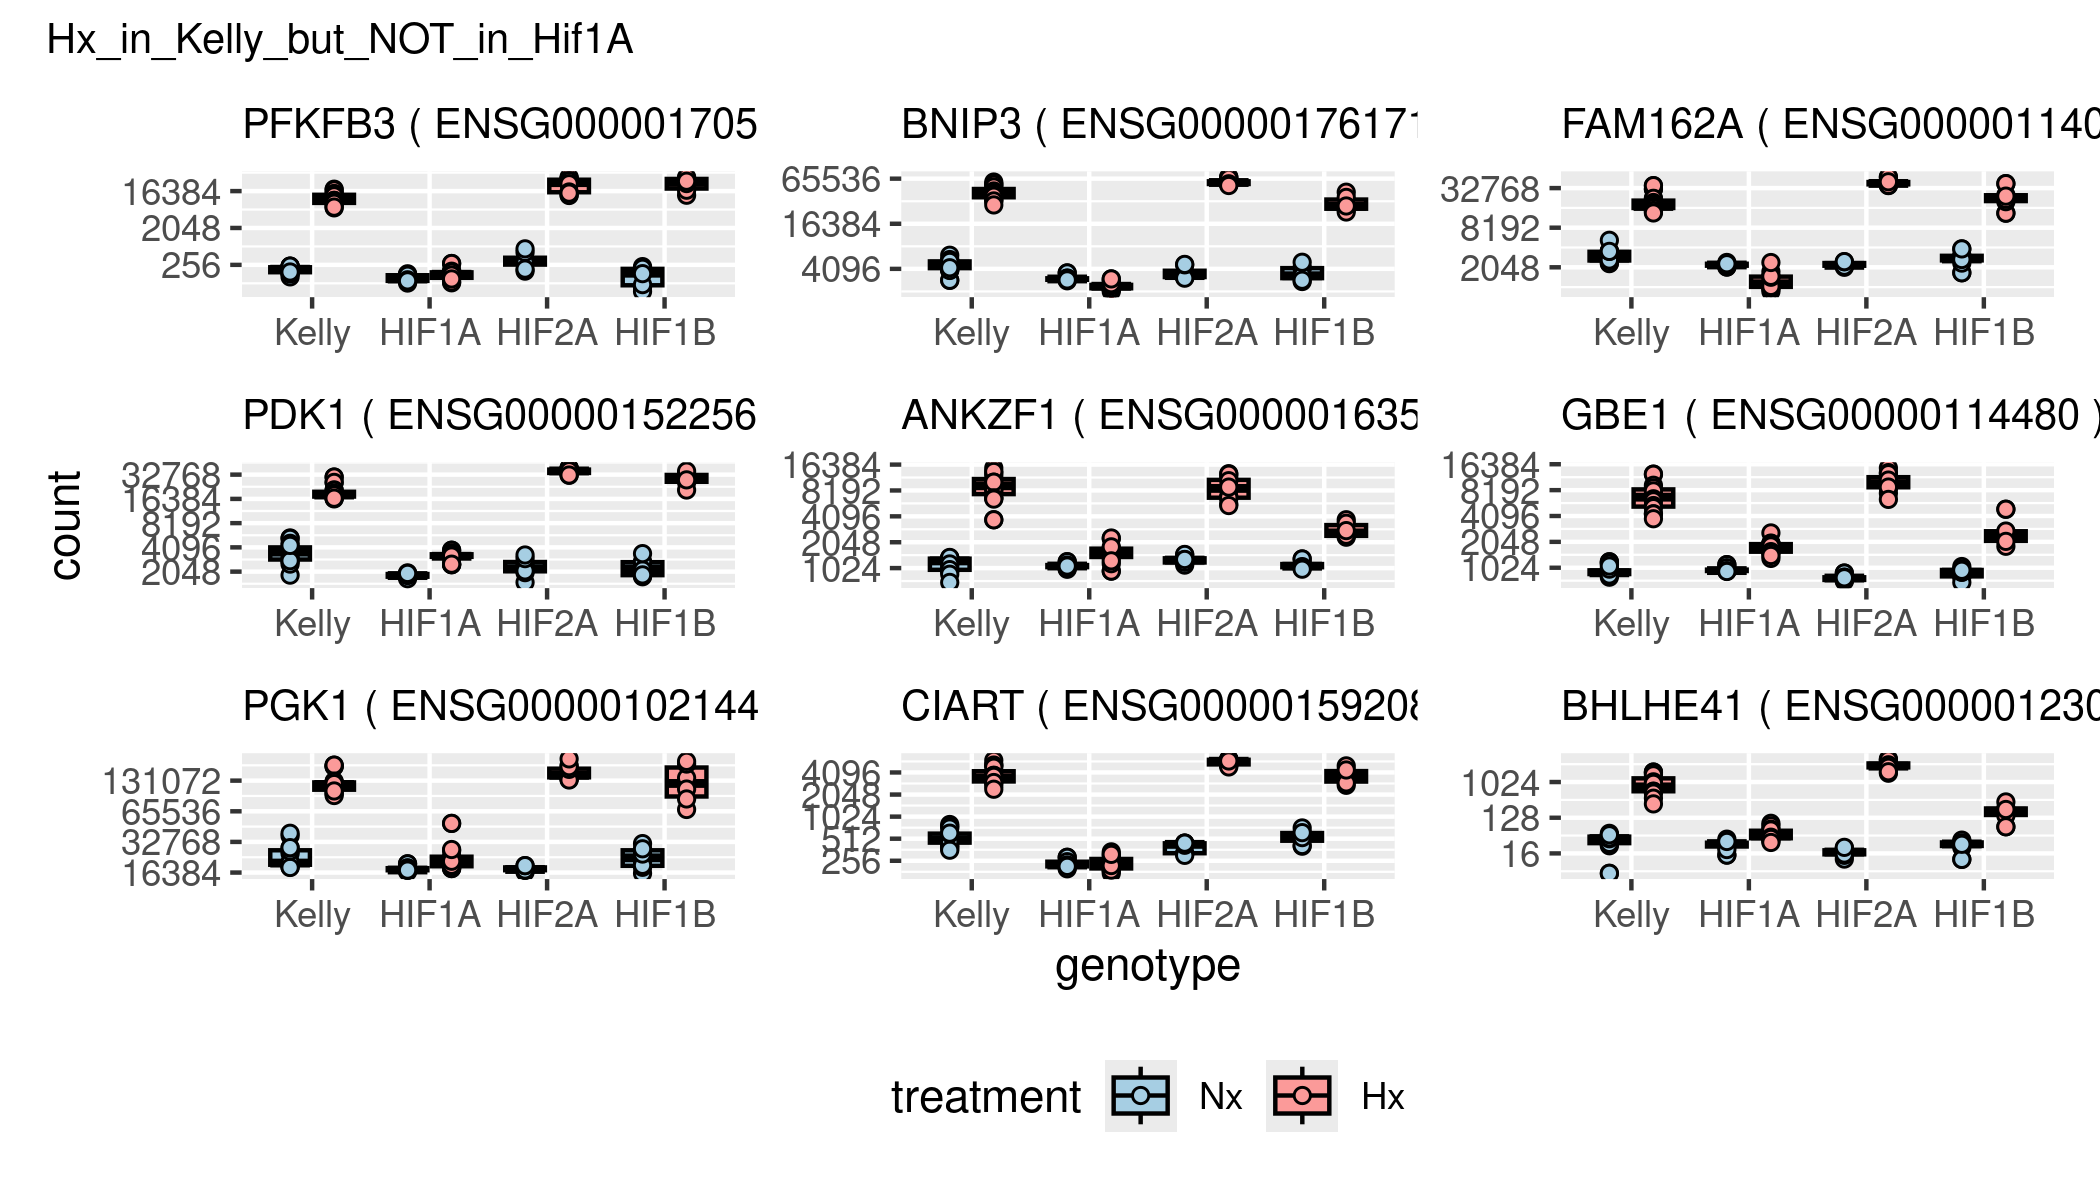 Hx_in_Kelly_but_NOT_in_Hif1A
PFKFB3 ( ENSG000001705
BNIP3 ( ENSG00000176171
FAM162A ( ENSG000001140
16384
2048
256
65536
16384
4096
32768
8192
2048
Kelly HIF1A HIF2A HIF1B
Kelly HIF1A HIF2A HIF1B
Kelly HIF1A HIF2A HIF1B
PDK1 ( ENSG00000152256
ANKZF1 ( ENSG000001635
GBE1 ( ENSG00000114480 )
count
32768
16384
8192
4096
2048
16384
8192
4096
2048
1024
16384
8192
4096
2048
1024
Kelly HIF1A HIF2A HIF1B
Kelly HIF1A HIF2A HIF1B
Kelly HIF1A HIF2A HIF1B
PGK1 ( ENSG00000102144
CIART ( ENSG00000159208
BHLHE41 ( ENSG000001230
131072
65536
32768
16384
4096
2048
1024
512
256
1024
128
16
Kelly HIF1A HIF2A HIF1B
Kelly HIF1A HIF2A HIF1B
Kelly HIF1A HIF2A HIF1B
genotype
treatment Nx Hx